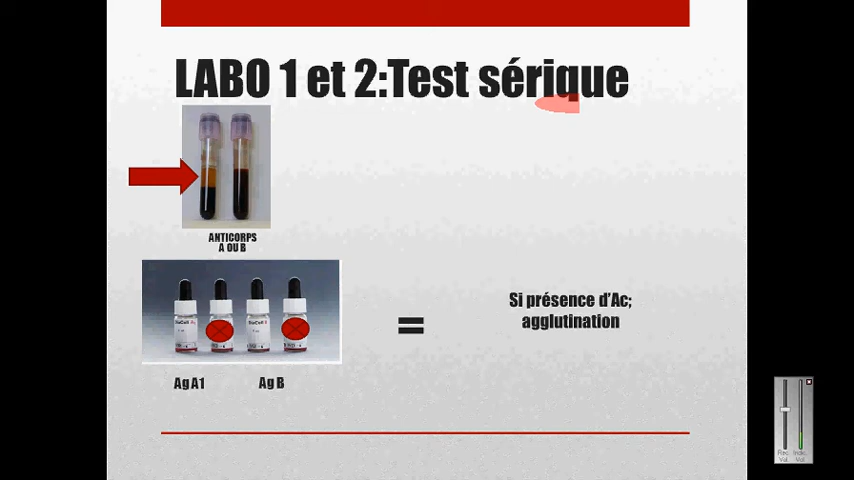 LABO 1 et 2:Test sérique
ANTICORPS
A OU B
Si présence d'Ac;
agglutination
=
Ag A1
Ag B